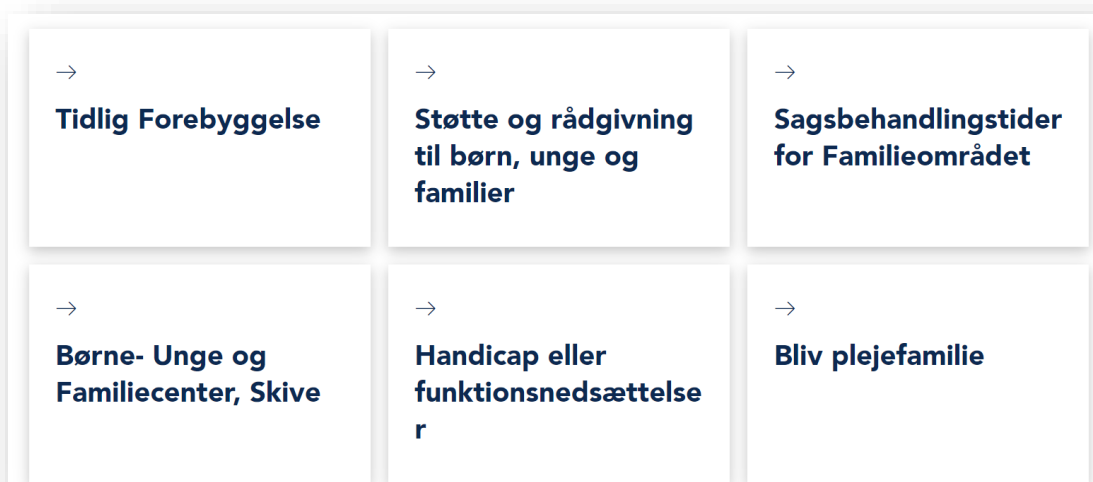 Tidlig Forebyggelse
Støtte og rådgivning
til børn, unge og
familier
Sagsbehandlingstider
for Familieområdet
Børne- Unge og
Familiecenter, Skive
Handicap eller
funktionsnedsættelse
r
Bliv plejefamilie